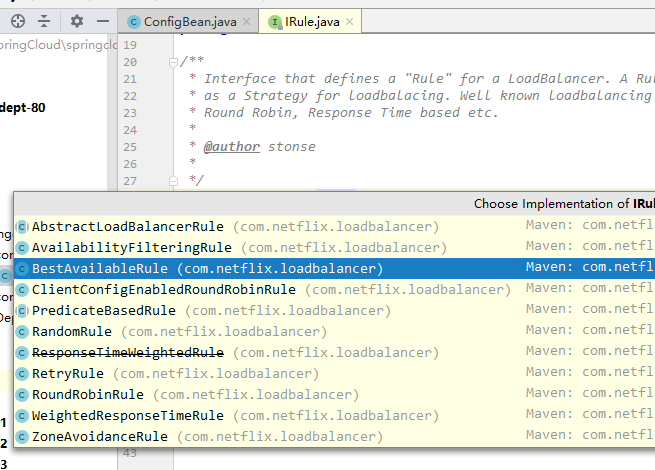 ConfigBean.java
IRule.java
pringCloud\springclo
dept-80
19
20 /**
21 * Interface that defines a "Rule" for a LoadBalancer. A Rul
22 * as a Strategy for loadbalacing. Well known loadbalancing
23 * Round Robin, Response Time based etc.
24 *
25 * @author stonse
26 *
27 */
Choose Implementation of IRul
AbstractLoadBalancerRule (com.netflix.loadbalancer) Maven: com.netfl
AvailabilityFilteringRule (com.netflix.loadbalancer) Maven: com.netfl
BestAvailableRule (com.netflix.loadbalancer) Maven: com.netfl
ClientConfigEnabledRoundRobinRule (com.netflix.loadbalancer) Maven: com.netfl
PredicateBasedRule (com.netflix.loadbalancer) Maven: com.netfl
RandomRule (com.netflix.loadbalancer) Maven: com.netfl
ResponseTimeWeightedRule (com.netflix.loadbalancer) Maven: com.netfl
RetryRule (com.netflix.loadbalancer) Maven: com.netfl
RoundRobinRule (com.netflix.loadbalancer) Maven: com.netfl
WeightedResponseTimeRule (com.netflix.loadbalancer) Maven: com.netfl
ZoneAvoidanceRule (com.netflix.loadbalancer) Maven: com.netfl
1
2
3
43